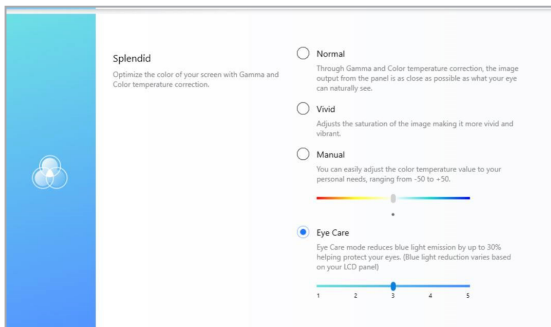 Splendid
Optimize the color of your screen with Gamma and
Color temperature correction.
Normal
Through Gamma and Color temperature correction, the image
output from the panel is as close as possible as what your eye
can naturally see.
Vivid
Adjusts the saturation of the image making it more vivid and
vibrant.
Manual
You can easily adjust the color temperature value to your
personal needs, ranging from -50 to +50.
Eye Care
Eye Care mode reduces blue light emission by up to 30%
helping protect your eyes. (Blue light reduction varies based
on your LCD panel)
1 2 3 4 5